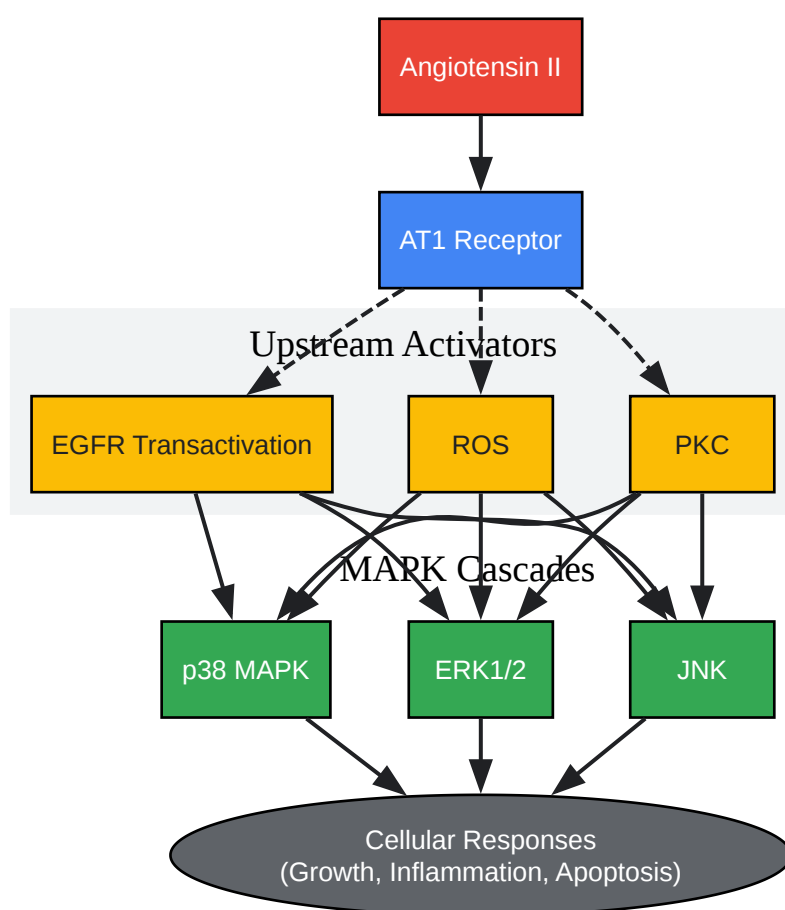 Angiotensin II
AT1 Receptor
Upstream Activators
EGFR Transactivation
ROS
PKC
MAPK Cascades
p38 MAPK
ERK1/2
JNK
Cellular Responses
(Growth, Inflammation, Apoptosis)